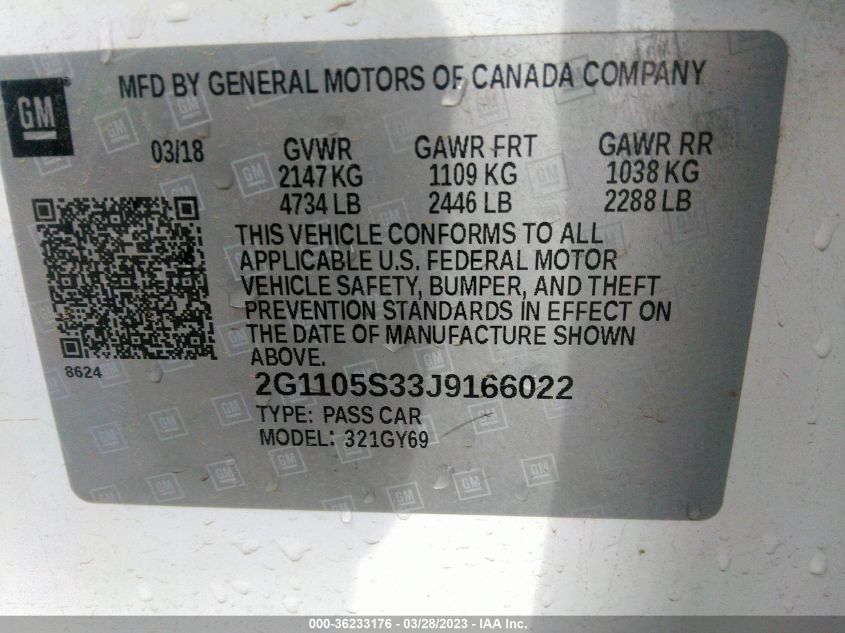 MFD BY GENERAL MOTORS OF CANADA COMPANY
GM
03/18 GVWR GAWR FRT GAWR RR
2147 KG 1109 KG 1038 KG
4734 LB 2446 LB 2288 LB
THIS VEHICLE CONFORMS TO ALL
APPLICABLE U.S. FEDERAL MOTOR
VEHICLE SAFETY, BUMPER, AND THEFT
PREVENTION STANDARDS IN EFFECT ON
THE DATE OF MANUFACTURE SHOWN
ABOVE.
8624
2G1105S33J9166022
TYPE: PASS CAR
MODEL: 321GY69
000-36233176 - 03/28/2023 - IAA Inc.